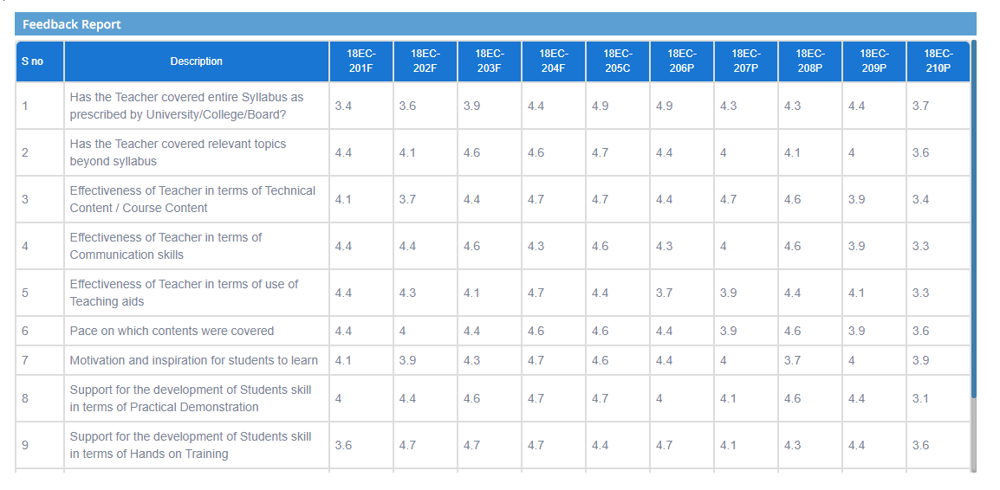 Feedback Report
S no Description 18EC-201F 18EC-202F 18EC-203F 18EC-204F 18EC-205C 18EC-206P 18EC-207P 18EC-208P 18EC-209P 18EC-210P
1 Has the Teacher covered entire Syllabus as prescribed by University/College/Board? 3.4 3.6 3.9 4.4 4.9 4.9 4.3 4.3 4.4 3.7
2 Has the Teacher covered relevant topics beyond syllabus 4.4 4.1 4.6 4.6 4.7 4.4 4 4.1 4 3.6
3 Effectiveness of Teacher in terms of Technical Content / Course Content 4.1 3.7 4.4 4.7 4.7 4.4 4.7 4.6 3.9 3.4
4 Effectiveness of Teacher in terms of Communication skills 4.4 4.4 4.6 4.3 4.6 4.3 4 4.6 3.9 3.3
5 Effectiveness of Teacher in terms of use of Teaching aids 4.4 4.3 4.1 4.7 4.4 3.7 3.9 4.4 4.1 3.3
6 Pace on which contents were covered 4.4 4 4.4 4.6 4.6 4.4 3.9 4.6 3.9 3.6
7 Motivation and inspiration for students to learn 4.1 3.9 4.3 4.7 4.6 4.4 4 3.7 4 3.9
8 Support for the development of Students skill in terms of Practical Demonstration 4 4.4 4.6 4.7 4.7 4 4.1 4.6 4.4 3.1
9 Support for the development of Students skill in terms of Hands on Training 3.6 4.7 4.7 4.7 4.4 4.7 4.1 4.3 4.4 3.6